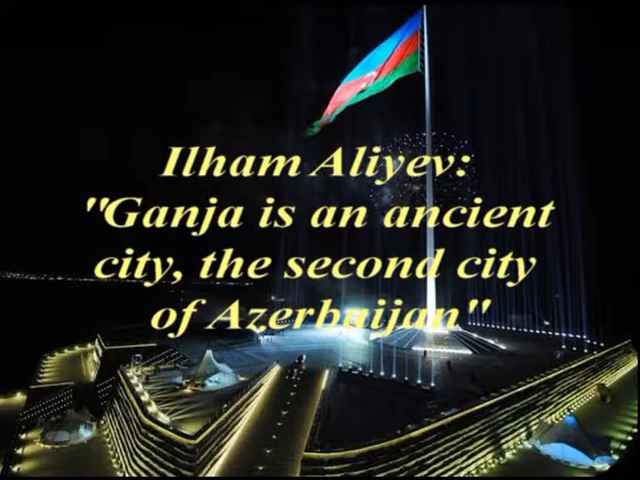 Ilham Aliyev:
"Ganja is an ancient
city, the second city
of Azerbaijan"